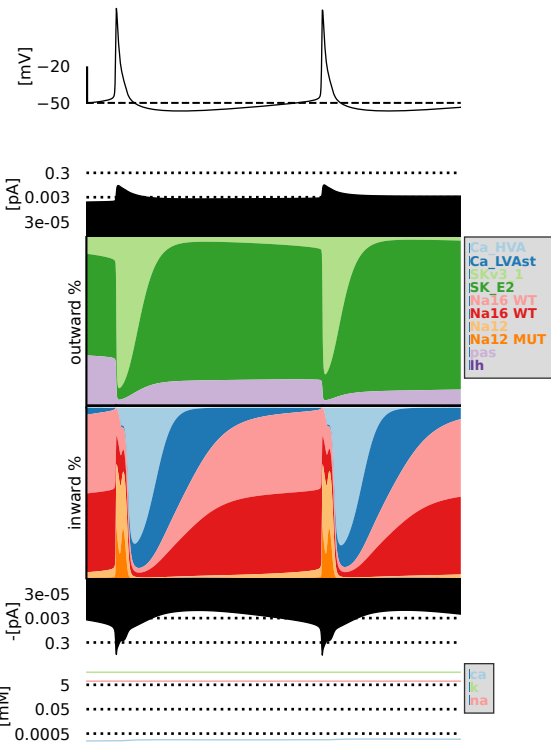 [mV]
−20
−50
[pA]
0.3
0.003
3e-05
outward %
Ca_HVA
Ca_LVAst
SKv3_1
SK_E2
Na16 WT
Na16 WT
Na12
Na12 MUT
pas
Ih
inward %
-[pA]
3e-05
0.003
0.3
[mM]
5
0.05
0.0005
ca
k
na